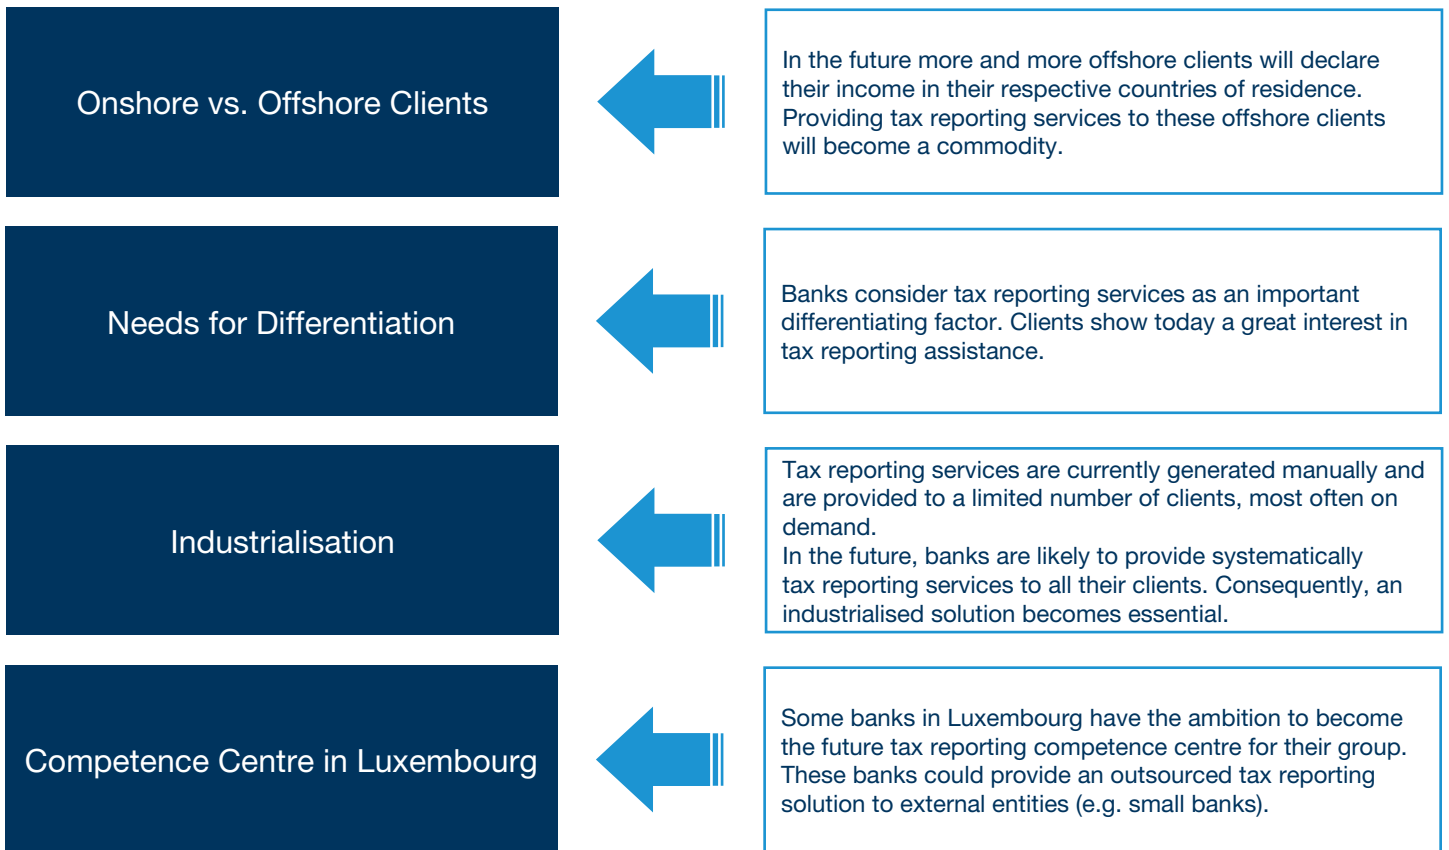 Onshore vs. Offshore Clients
In the future more and more offshore clients will declare
their income in their respective countries of residence.
Providing tax reporting services to these offshore clients
will become a commodity.
Needs for Differentiation
Banks consider tax reporting services as an important
differentiating factor. Clients show today a great interest in
tax reporting assistance.
Industrialisation
Tax reporting services are currently generated manually and
are provided to a limited number of clients, most often on
demand.
In the future, banks are likely to provide systematically
tax reporting services to all their clients. Consequently, an
industrialised solution becomes essential.
Competence Centre in Luxembourg
Some banks in Luxembourg have the ambition to become
the future tax reporting competence centre for their group.
These banks could provide an outsourced tax reporting
solution to external entities (e.g. small banks).